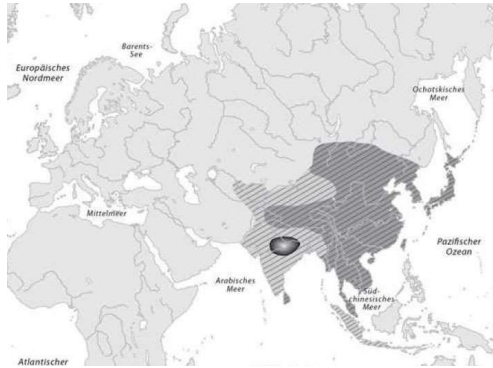 Barents-
See
Europäisches
Nordmeer
Ochotskisches
Meer
Mittelmeer
Pazifischer
Ozean
Arabisches
Meer
Süd-
chinesisches
Meer
Atlantischer